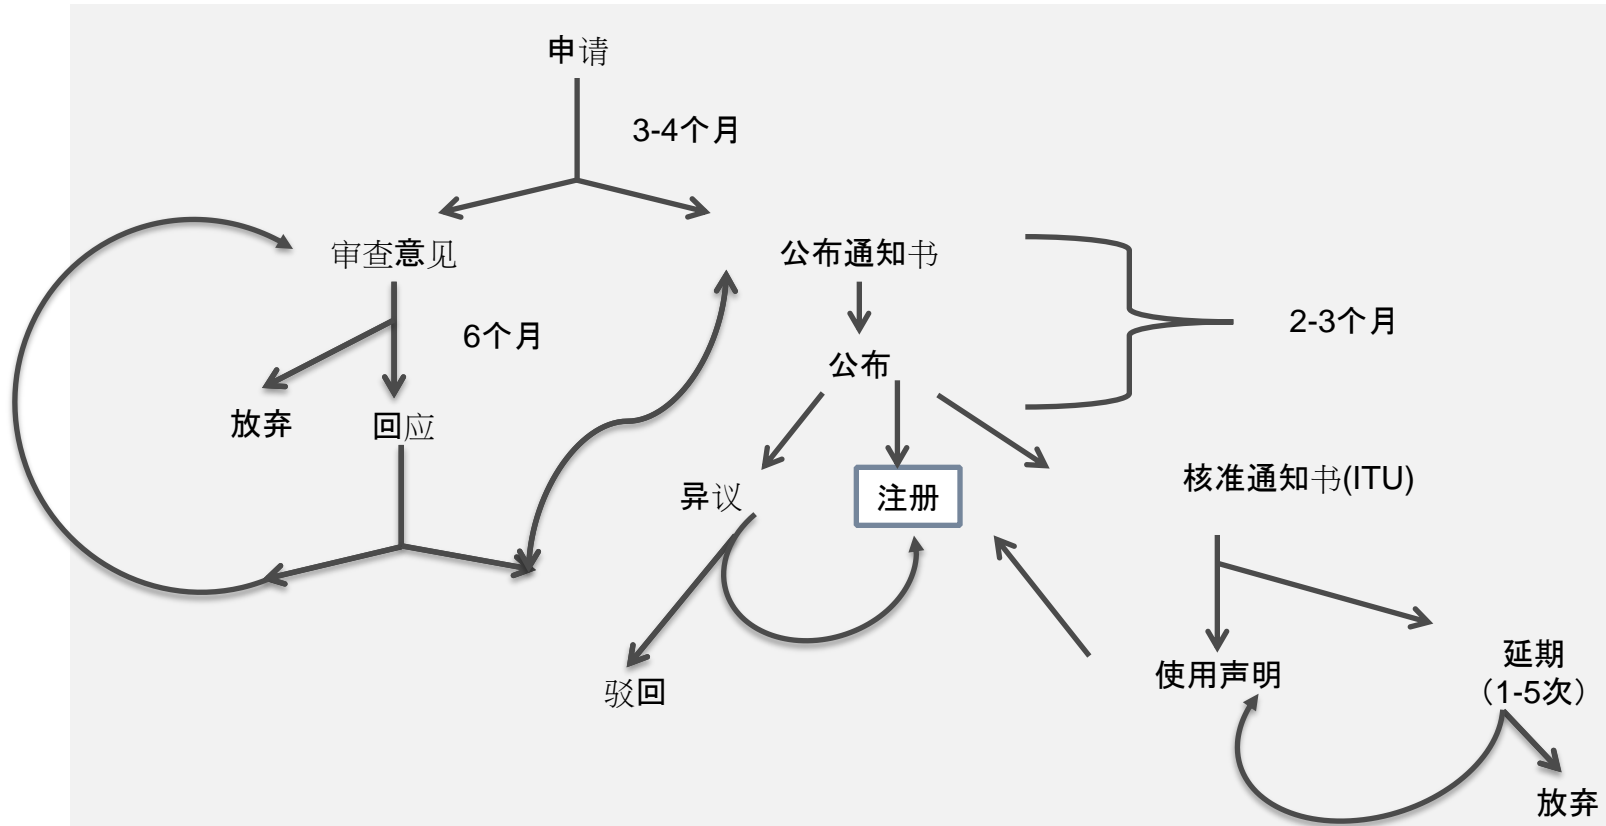 申请
3-4个月
审查意见
公布通知书
6个月
2-3个月
公布
放弃
回应
异议
注册
核准通知书(ITU)
驳回
使用声明
延期
（1-5次）
放弃